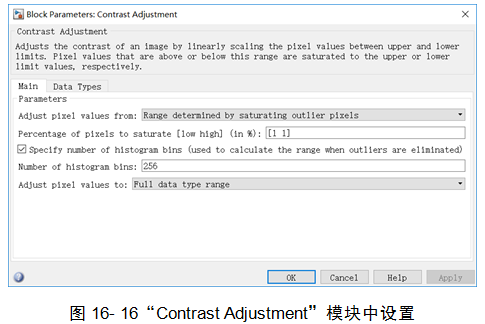 Block Parameters: Contrast Adjustment
Contrast Adjustment
Adjusts the contrast of an image by linearly scaling the pixel values between upper and lower
limits. Pixel values that are above or below this range are saturated to the upper or lower
limit values, respectively.
Main Data Types
Parameters
Adjust pixel values from: Range determined by saturating outlier pixels
Percentage of pixels to saturate [low high] (in %): [1 1]
Specify number of histogram bins (used to calculate the range when outliers are eliminated)
Number of histogram bins: 256
Adjust pixel values to: Full data type range
OK Cancel Help Apply
图 16- 16“Contrast Adjustment”模块中设置